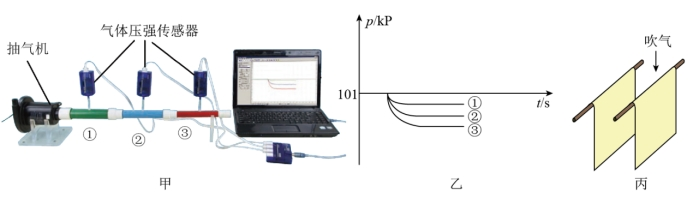 气体压强传感器
抽气机
①
②
③
甲
p/kP
101
t/s
①
②
③
乙
吹气
丙